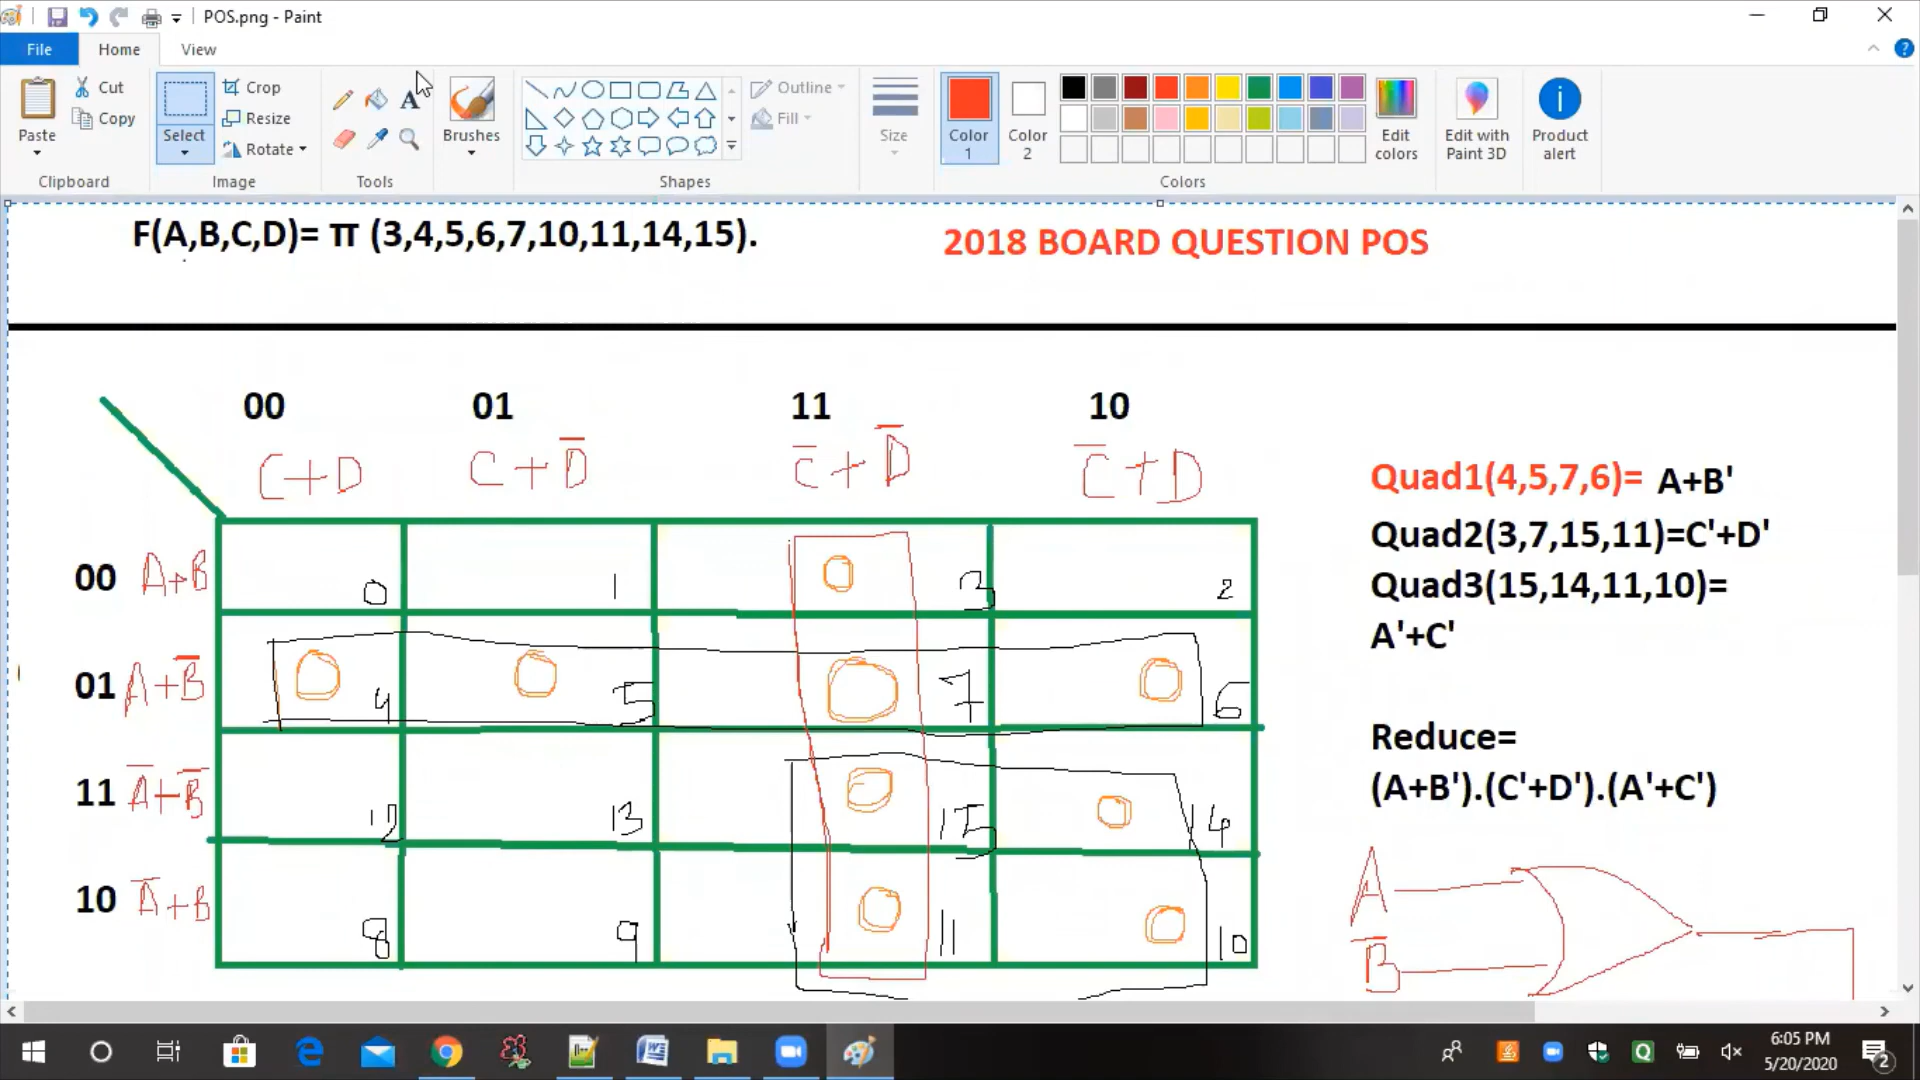 POS.png - Paint
File Home View
Paste Cut Copy Select Crop Resize Rotate Brushes Outline Fill Size Color 1 Color 2 Edit colors Edit with Paint 3D Product alert
Clipboard Image Tools Shapes Colors
F(A,B,C,D)= π (3,4,5,6,7,10,11,14,15).
2018 BOARD QUESTION POS
00 01 11 10
C+D C+D̅ C̅+D̅ C̅+D
00 A+B 0 1 3 2
01 A+B̅ 4 5 7 6
11 A̅+B̅ 12 13 15 14
10 A̅+B 8 9 11 10
Quad1(4,5,7,6)= A+B'
Quad2(3,7,15,11)=C'+D'
Quad3(15,14,11,10)=
A'+C'
Reduce=
(A+B').(C'+D').(A'+C')
A
B̅
6:05 PM
5/20/2020
2